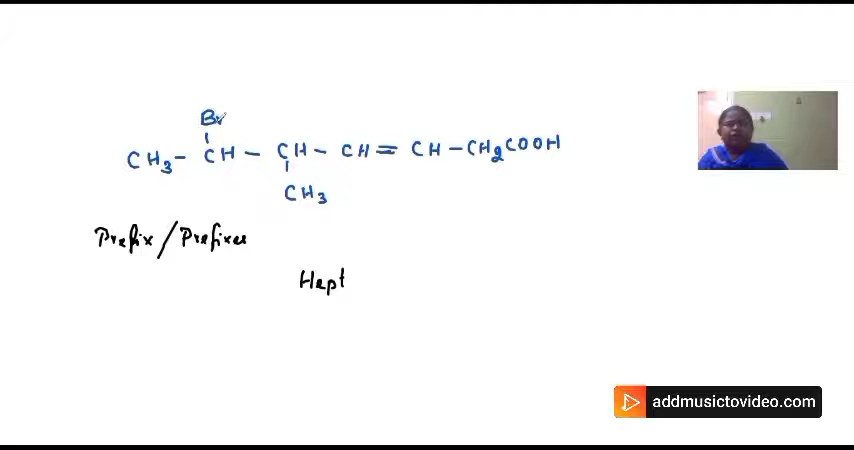 Br
CH3 - CH - CH - CH = CH - CH2COOH
CH3
Prefix / Prefixes
Hept
addmusictovideo.com